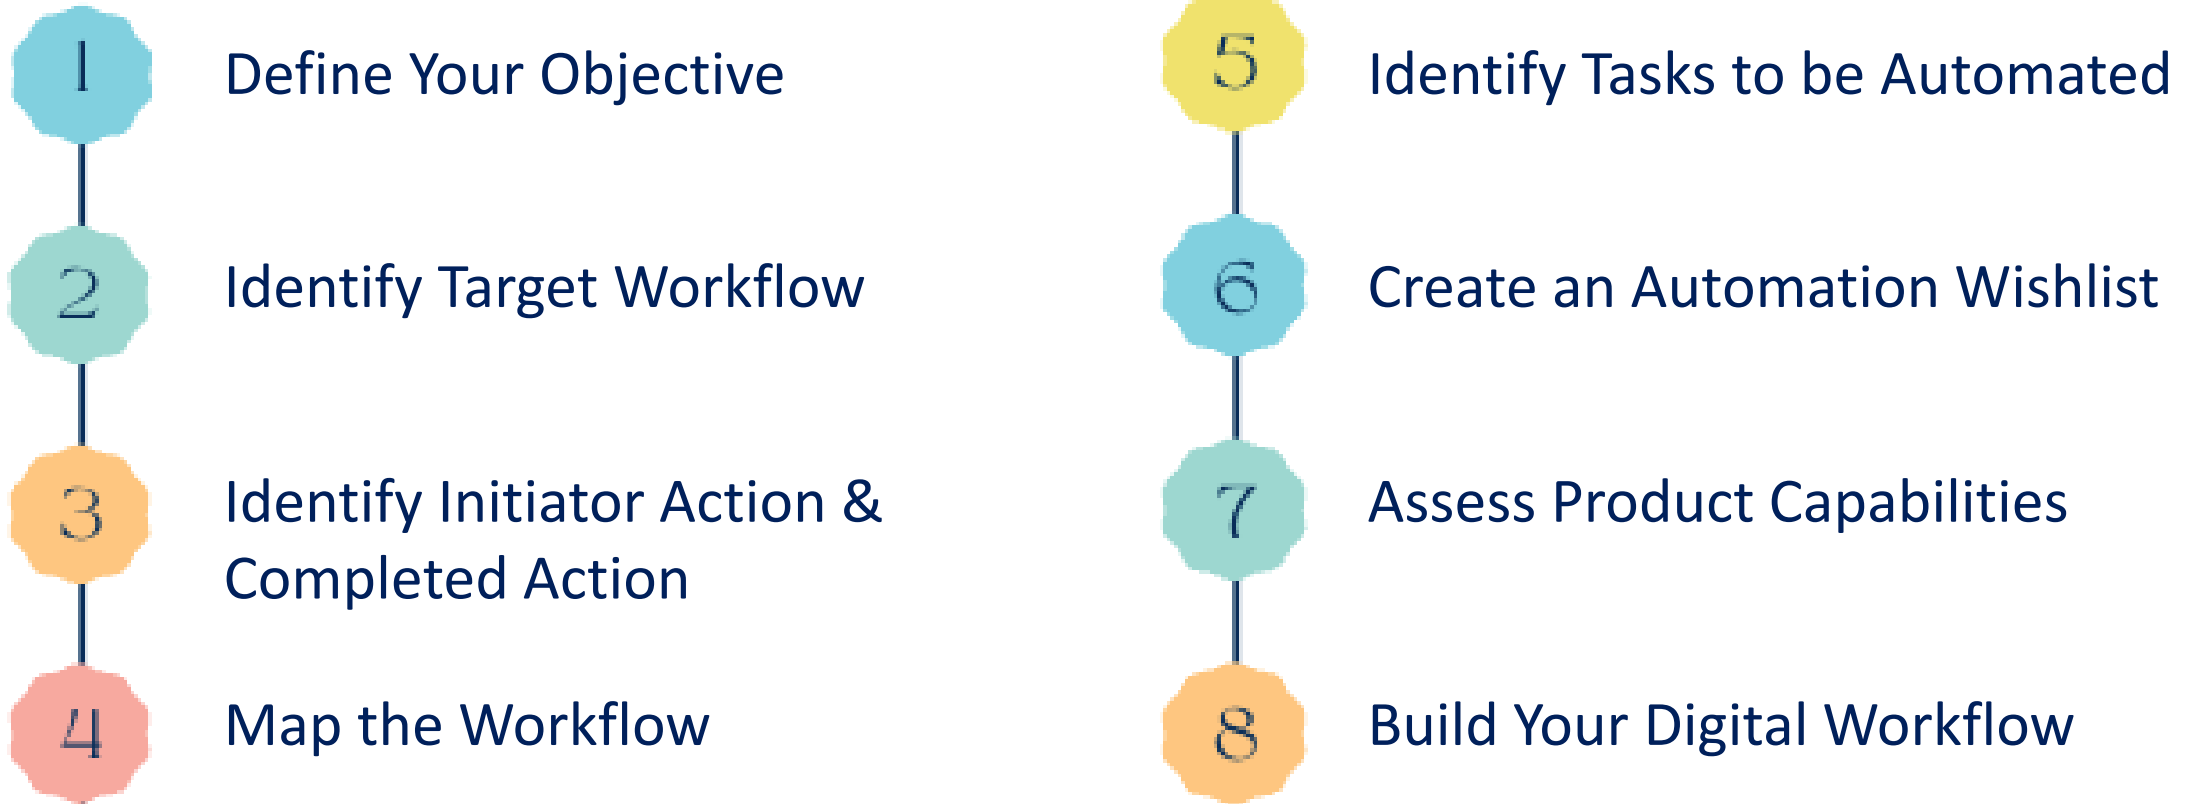 1
Define Your Objective
2
Identify Target Workflow
3
Identify Initiator Action &
Completed Action
4
Map the Workflow
5
Identify Tasks to be Automated
6
Create an Automation Wishlist
7
Assess Product Capabilities
8
Build Your Digital Workflow